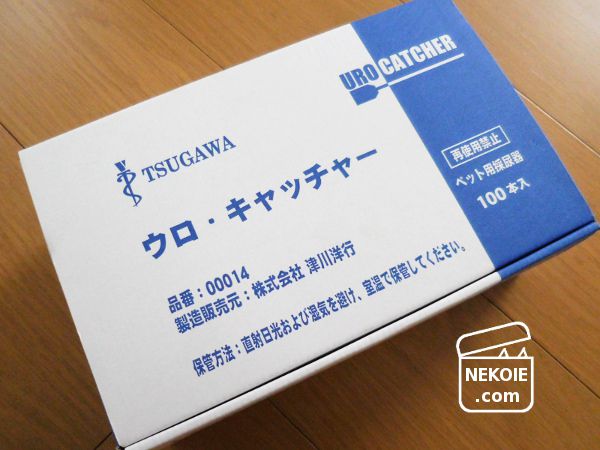 URO CATCHER
TSUGAWA
再使用禁止
ペット用採尿器
100本入
ウロ・キャッチャー
品番:00014
製造販売元:株式会社 津川洋行
保管方法:直射日光および湿気を避け、室温で保管してください。
NEKOIE
.com